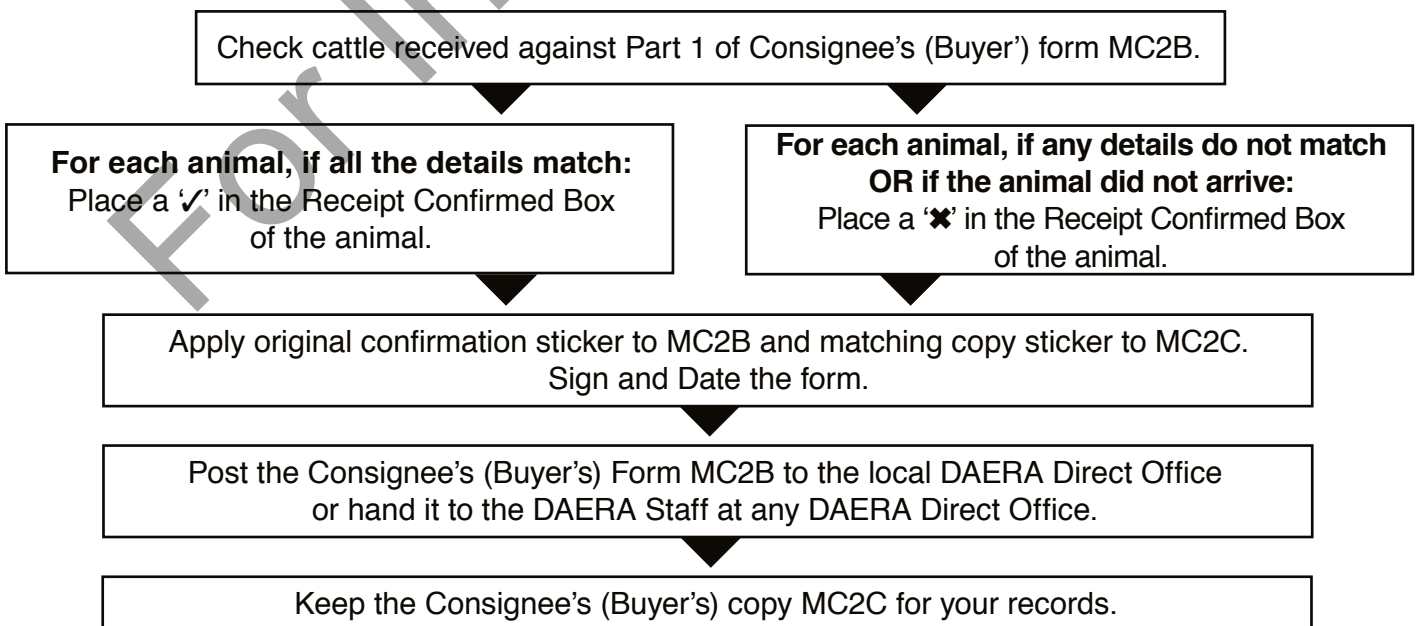 Check cattle received against Part 1 of Consignee's (Buyer') form MC2B.
For each animal, if all the details match:
Place a ‘✓’ in the Receipt Confirmed Box
of the animal.
For each animal, if any details do not match
OR if the animal did not arrive:
Place a ‘✖’ in the Receipt Confirmed Box
of the animal.
Apply original confirmation sticker to MC2B and matching copy sticker to MC2C.
Sign and Date the form.
Post the Consignee's (Buyer's) Form MC2B to the local DAERA Direct Office
or hand it to the DAERA Staff at any DAERA Direct Office.
Keep the Consignee's (Buyer's) copy MC2C for your records.
For